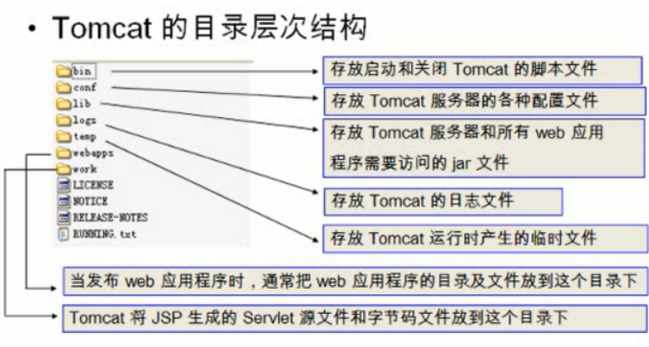 • Tomcat 的目录层次结构
bin
conf
lib
logs
temp
webapps
work
LICENSE
NOTICE
RELEASE-NOTES
RUNNING.txt
存放启动和关闭 Tomcat 的脚本文件
存放 Tomcat 服务器的各种配置文件
存放 Tomcat 服务器和所有 web 应用
程序需要访问的 jar 文件
存放 Tomcat 的日志文件
存放 Tomcat 运行时产生的临时文件
当发布 web 应用程序时，通常把 web 应用程序的目录及文件放到这个目录下
Tomcat 将 JSP 生成的 Servlet 源文件和字节码文件放到这个目录下